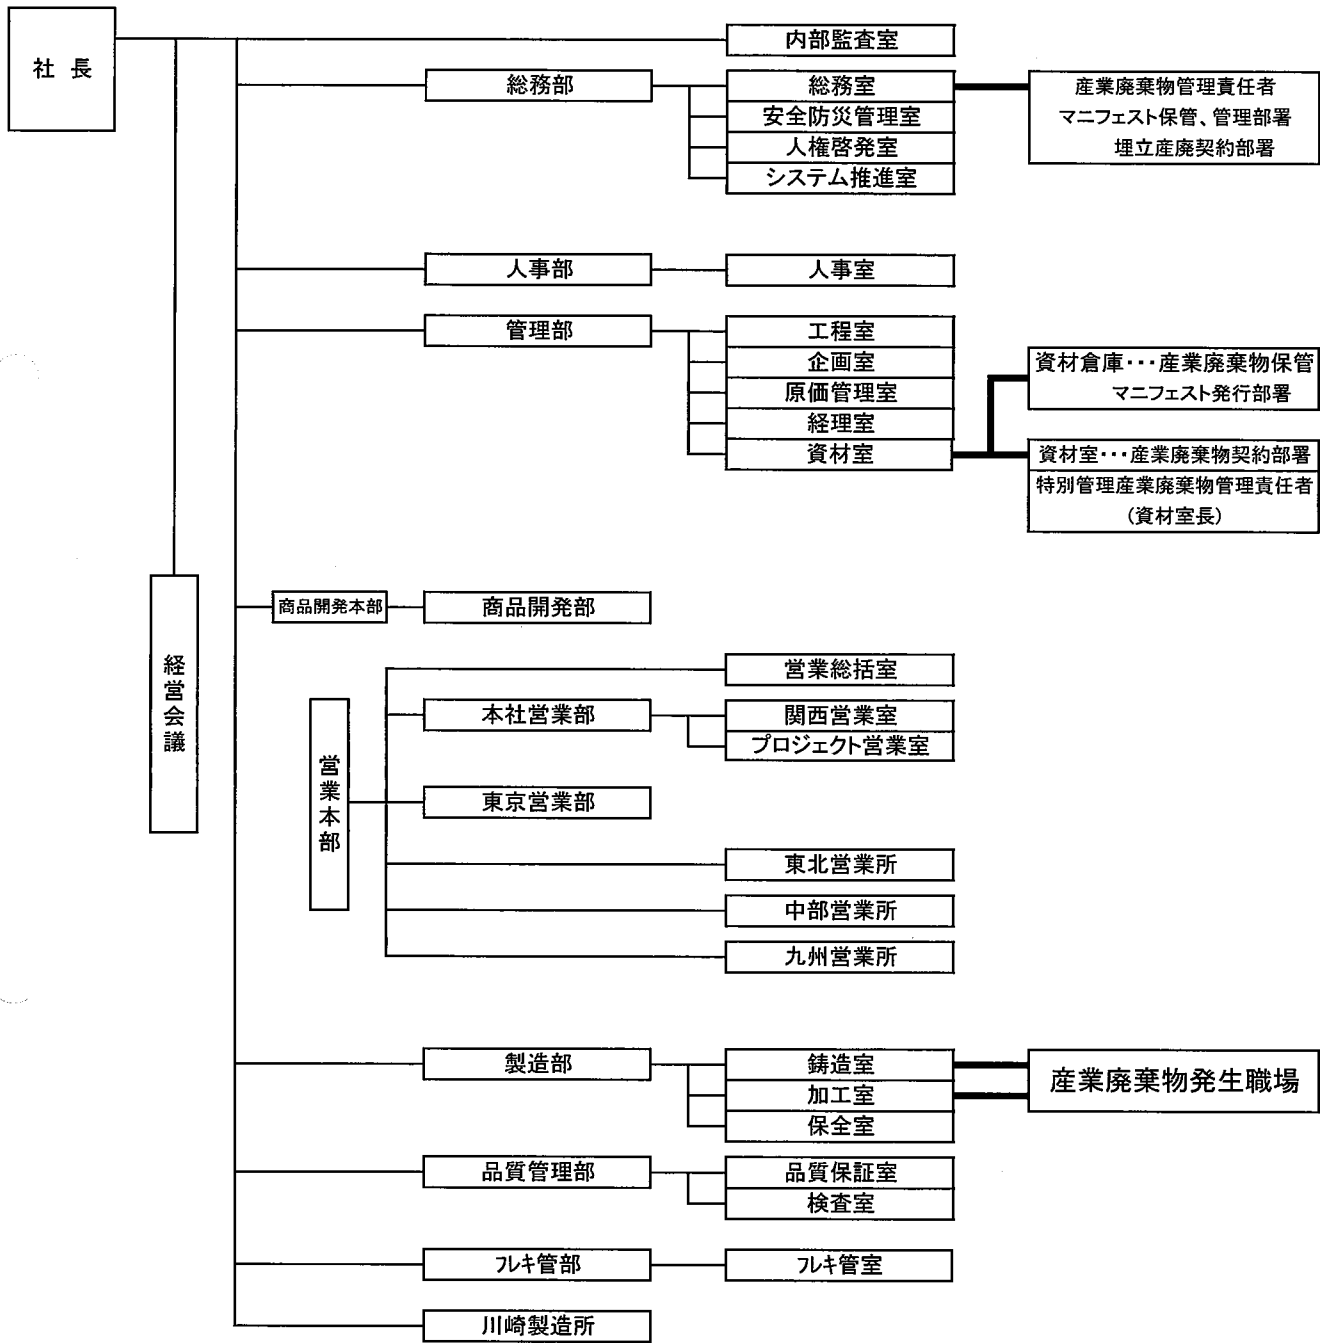 社長
内部監査室
総務部
総務室
安全防災管理室
人権啓発室
システム推進室
産業廃棄物管理責任者
マニフェスト保管、管理部署
埋立産廃契約部署
人事部
人事室
管理部
工程室
企画室
原価管理室
経理室
資材室
資材倉庫･･･産業廃棄物保管
マニフェスト発行部署
資材室･･･産業廃棄物契約部署
特別管理産業廃棄物管理責任者
(資材室長)
経営会議
商品開発本部
商品開発部
営業本部
営業総括室
本社営業部
関西営業室
プロジェクト営業室
東京営業部
東北営業所
中部営業所
九州営業所
製造部
鋳造室
加工室
保全室
産業廃棄物発生職場
品質管理部
品質保証室
検査室
フレキ管部
フレキ管室
川崎製造所